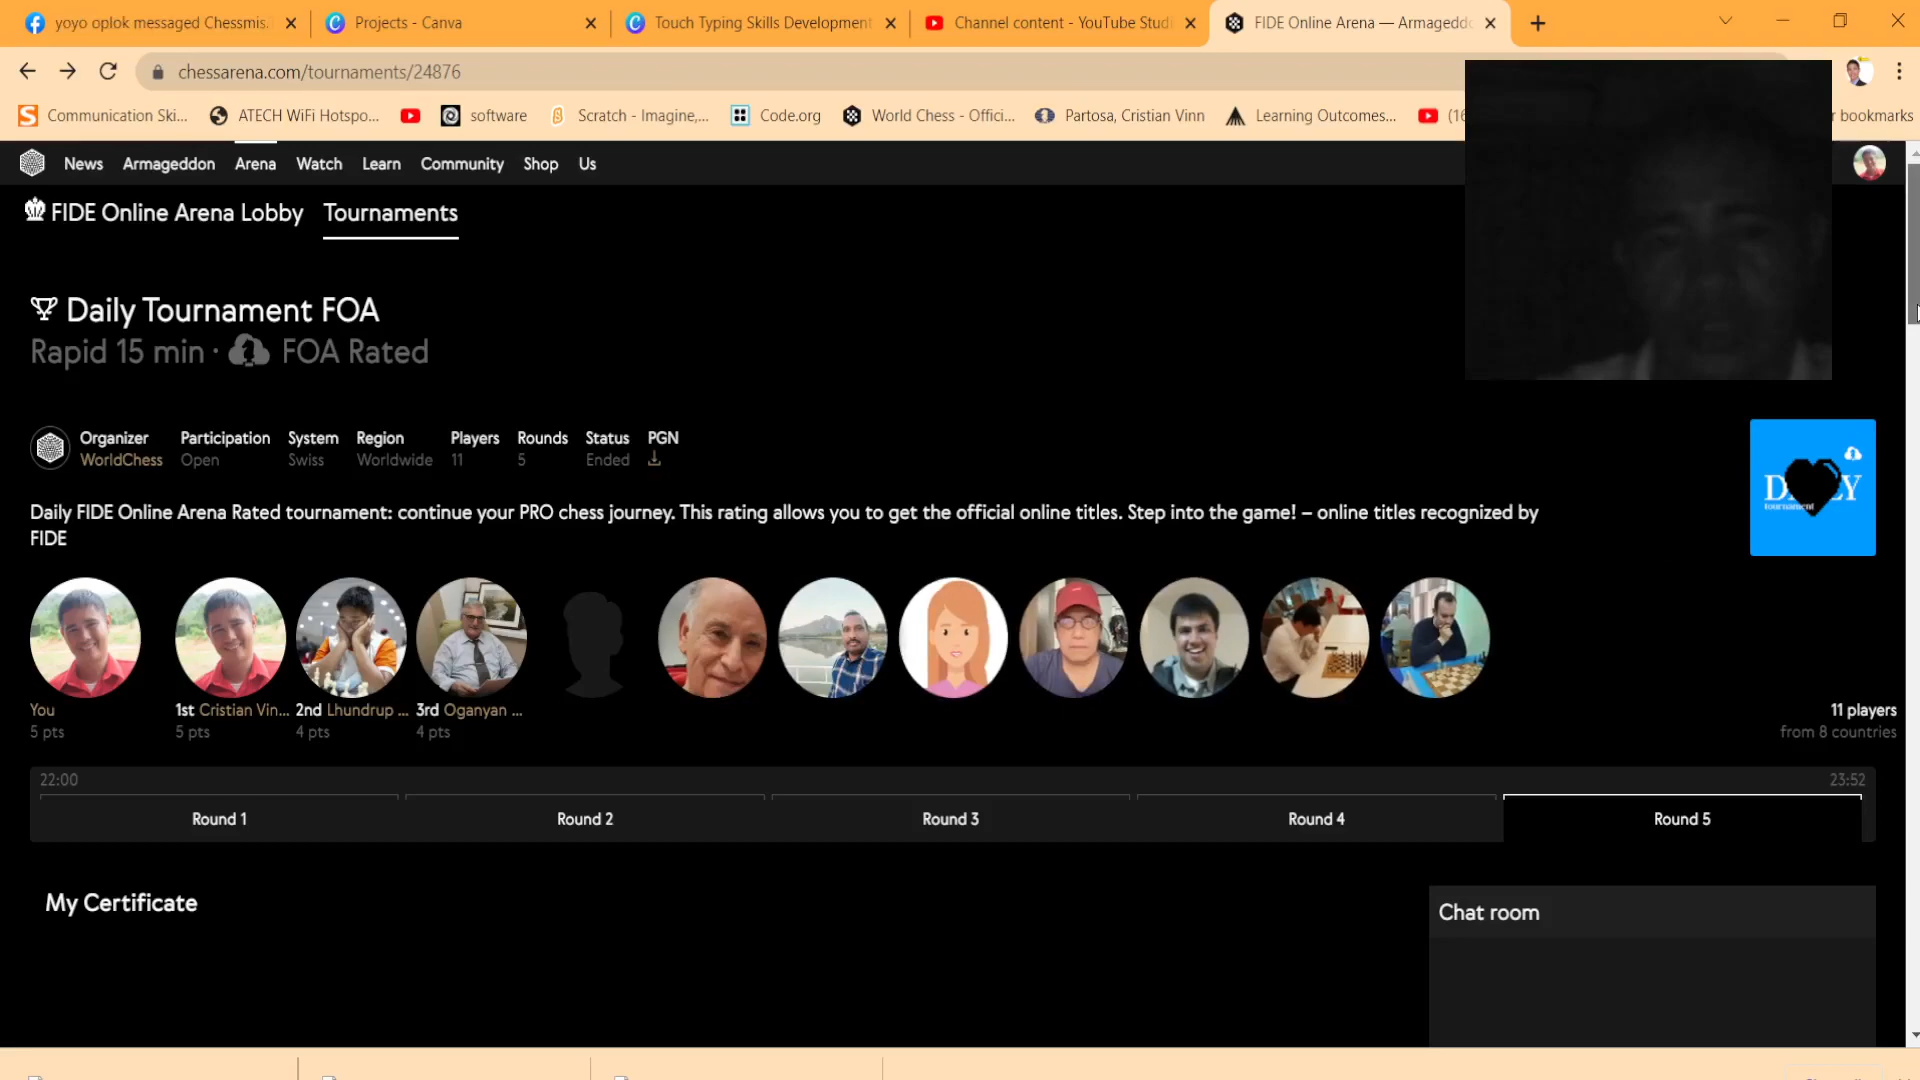 yoyo oplok messaged Chessmis.
Projects - Canva
Touch Typing Skills Development
Channel content - YouTube Studi
FIDE Online Arena — Armageddo
chessarena.com/tournaments/24876
Communication Ski...
ATECH WiFi Hotspo...
software
Scratch - Imagine,...
Code.org
World Chess - Offici...
Partosa, Cristian Vinn
Learning Outcomes...
bookmarks
News
Armageddon
Arena
Watch
Learn
Community
Shop
Us
FIDE Online Arena Lobby
Tournaments
Daily Tournament FOA
Rapid 15 min · FOA Rated
Organizer Participation System Region Players Rounds Status PGN
WorldChess Open Swiss Worldwide 11 5 Ended
Daily FIDE Online Arena Rated tournament: continue your PRO chess journey. This rating allows you to get the official online titles. Step into the game! – online titles recognized by
FIDE
tournament
You
5 pts
1st Cristian Vin...
5 pts
2nd Lhundrup ...
4 pts
3rd Oganyan ...
4 pts
11 players
from 8 countries
22:00
23:52
Round 1
Round 2
Round 3
Round 4
Round 5
My Certificate
Chat room